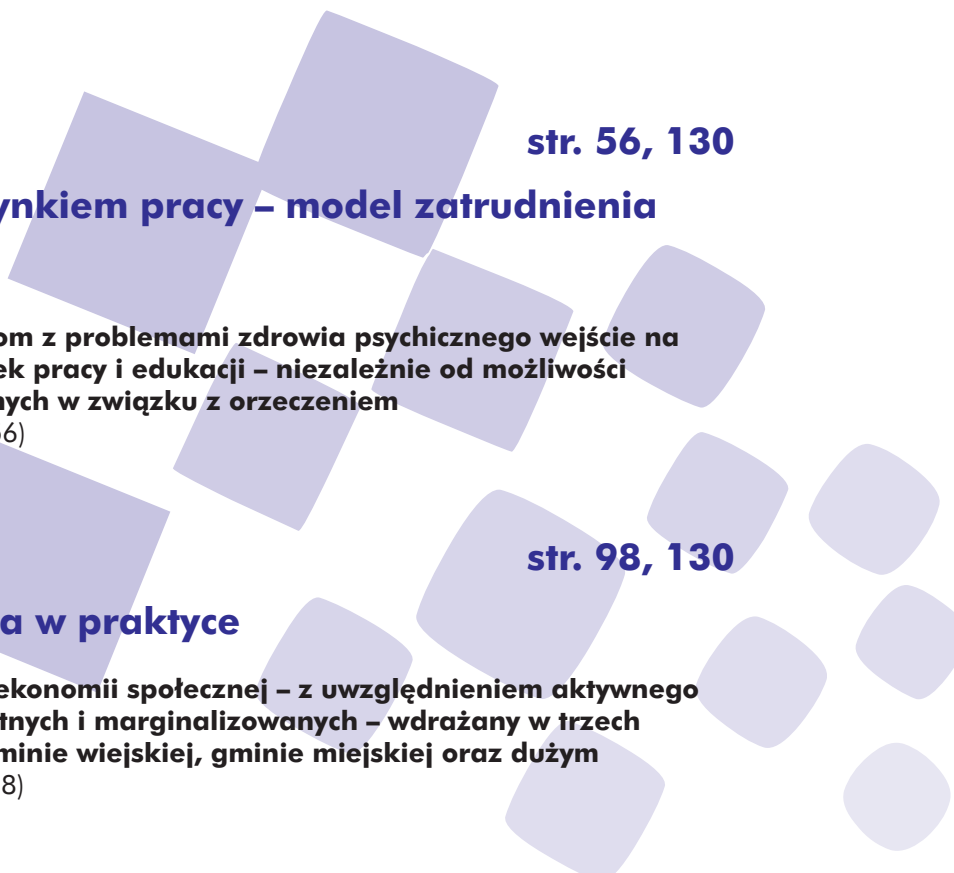 str. 56, 130
ynkiem pracy – model zatrudnienia
om z problemami zdrowia psychicznego wejście na
ek pracy i edukacji – niezależnie od możliwości
nych w związku z orzeczeniem
6)
str. 98, 130
a w praktyce
ekonomii społecznej – z uwzględnieniem aktywnego
tnych i marginalizowanych – wdrażany w trzech
minie wiejskiej, gminie miejskiej oraz dużym
8)